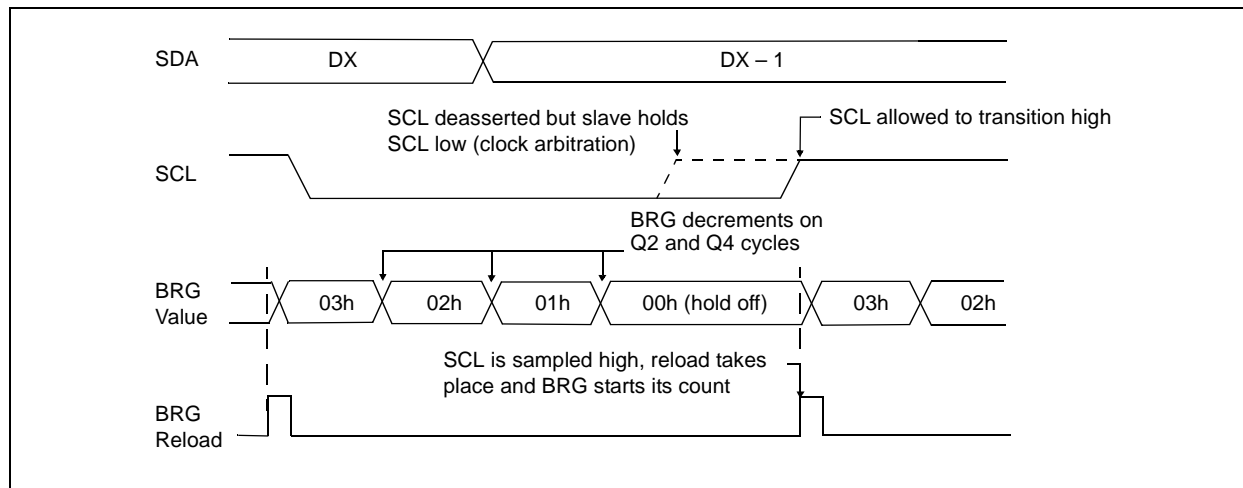 SDA
DX
DX – 1
SCL deasserted but slave holds
SCL low (clock arbitration)
SCL allowed to transition high
SCL
BRG decrements on
Q2 and Q4 cycles
BRG
Value
03h
02h
01h
00h (hold off)
03h
02h
SCL is sampled high, reload takes
place and BRG starts its count
BRG
Reload